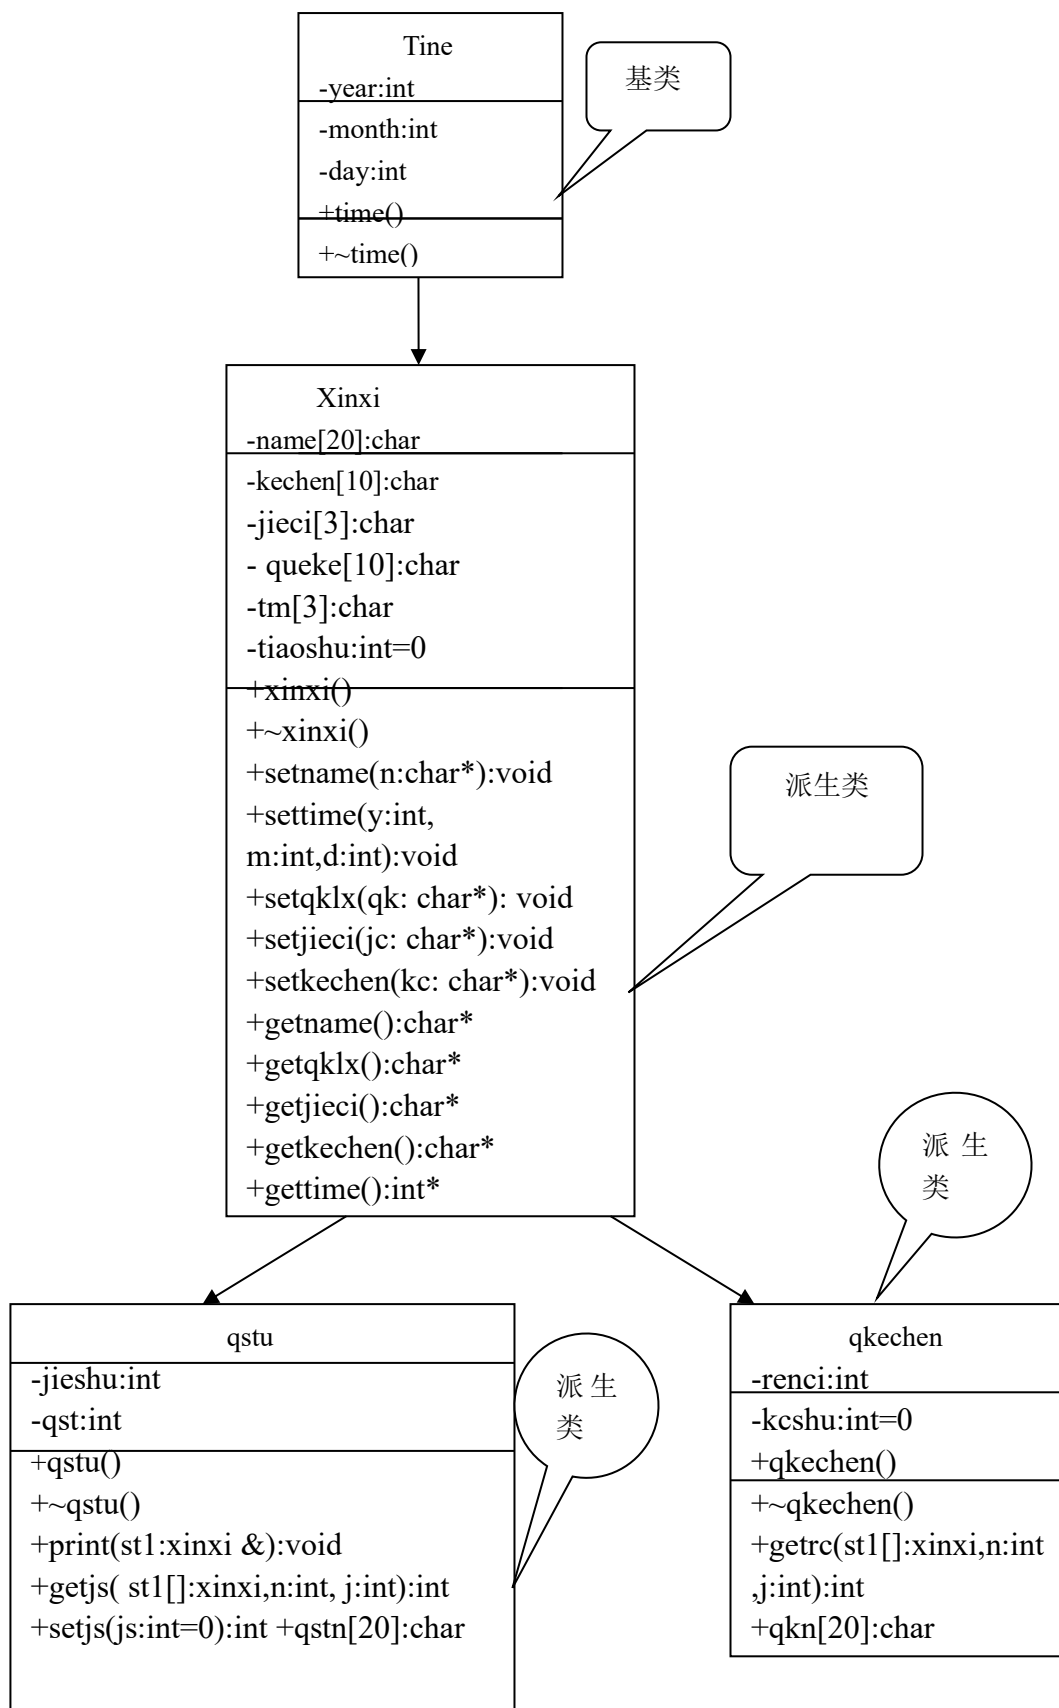 Tine
-year:int
-month:int
-day:int
+time()
+~time()
基类
Xinxi
-name[20]:char
-kechen[10]:char
-jieci[3]:char
- queke[10]:char
-tm[3]:char
-tiaoshu:int=0
+xinxi()
+~xinxi()
+setname(n:char*):void
+settime(y:int,
m:int,d:int):void
+setqklx(qk: char*): void
+setjieci(jc: char*):void
+setkechen(kc: char*):void
+getname():char*
+getqklx():char*
+getjieci():char*
+getkechen():char*
+gettime():int*
派生类
qstu
-jieshu:int
-qst:int
+qstu()
+~qstu()
+print(st1:xinxi &):void
+getjs( st1[]:xinxi,n:int, j:int):int
+setjs(js:int=0):int +qstn[20]:char
派 生
类
派 生
类
qkechen
-renci:int
-kcshu:int=0
+qkechen()
+~qkechen()
+getrc(st1[]:xinxi,n:int
,j:int):int
+qkn[20]:char